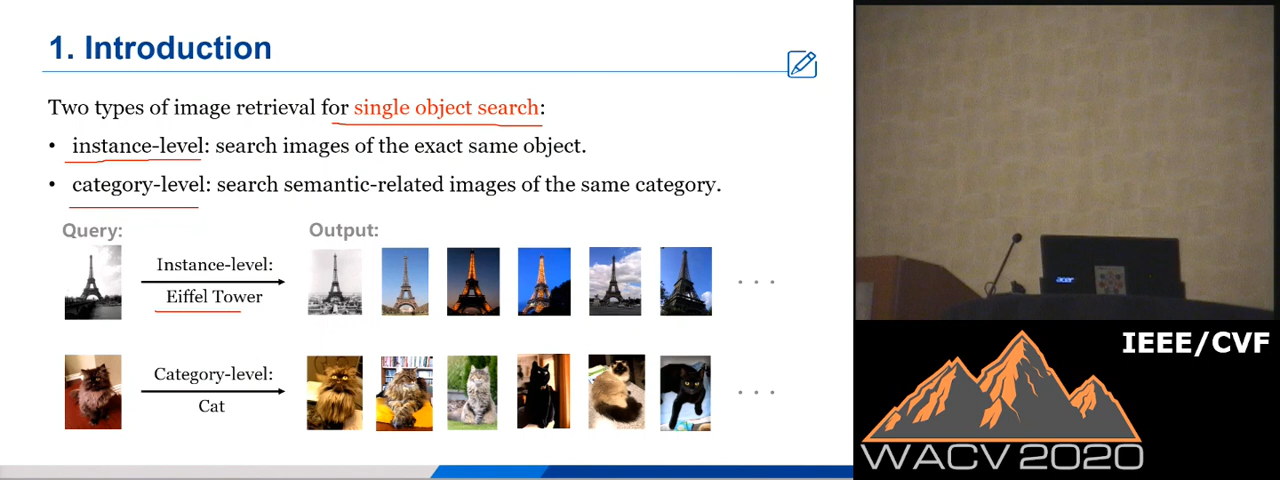 1. Introduction
Two types of image retrieval for single object search:
• instance-level: search images of the exact same object.
• category-level: search semantic-related images of the same category.
Query:
Output:
Instance-level:
Eiffel Tower
...
Category-level:
Cat
...
acer
IEEE/CVF
WACV 2020